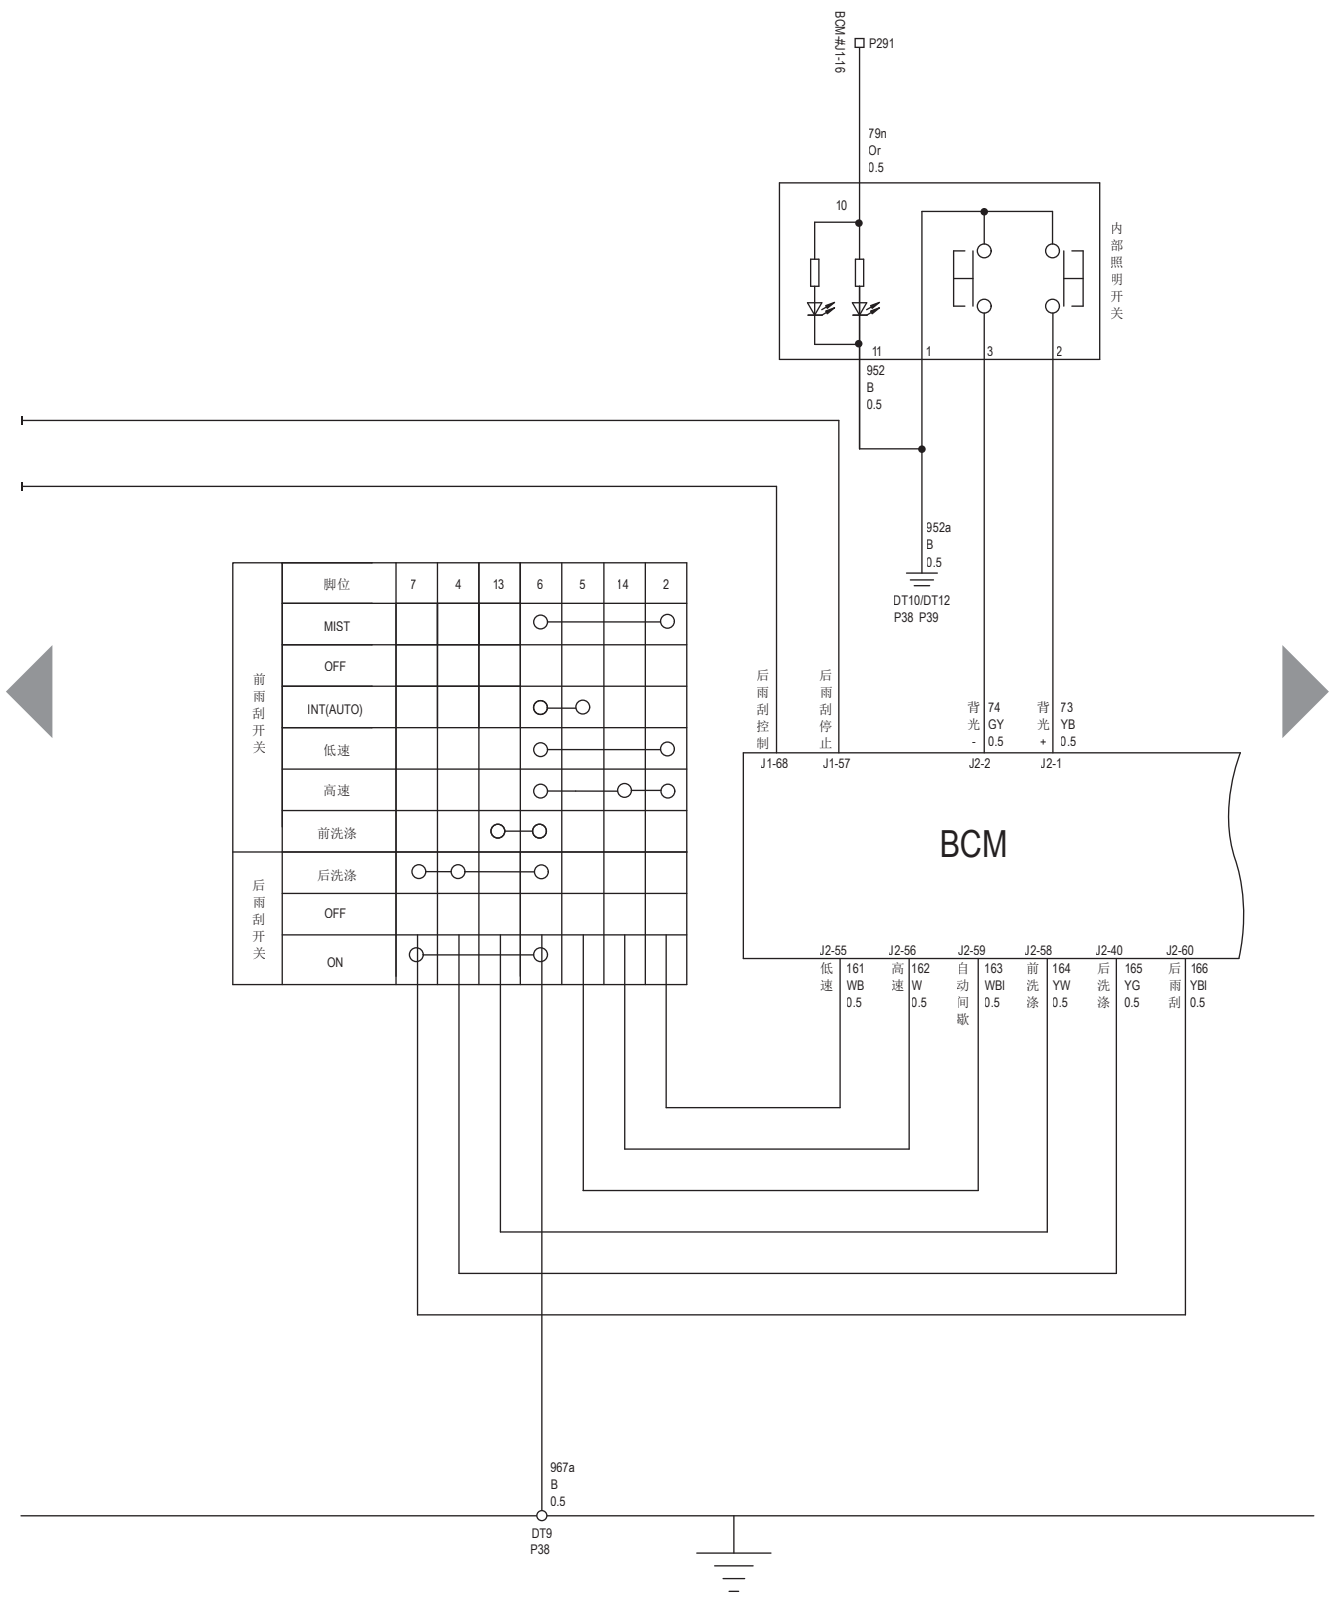 BCM-#J1-16
P291
79n
Or
0.5
10
内部照明开关
11
1
3
2
952
B
0.5
952a
B
0.5
DT10/DT12
P38 P39
脚位 7 4 13 6 5 14 2
MIST
OFF
INT(AUTO)
低速
高速
前洗涤
前雨刮开关
后洗涤
OFF
ON
后雨刮开关
后雨刮控制
后雨刮停止
背光-
74
GY
0.5
背光+
73
YB
0.5
J1-68 J1-57 J2-2 J2-1
BCM
J2-55 J2-56 J2-59 J2-58 J2-40 J2-60
低速
161
WB
0.5
高速
162
W
0.5
自动间歇
163
WBl
0.5
前洗涤
164
YW
0.5
后洗涤
165
YG
0.5
后雨刮
166
YBl
0.5
967a
B
0.5
DT9
P38